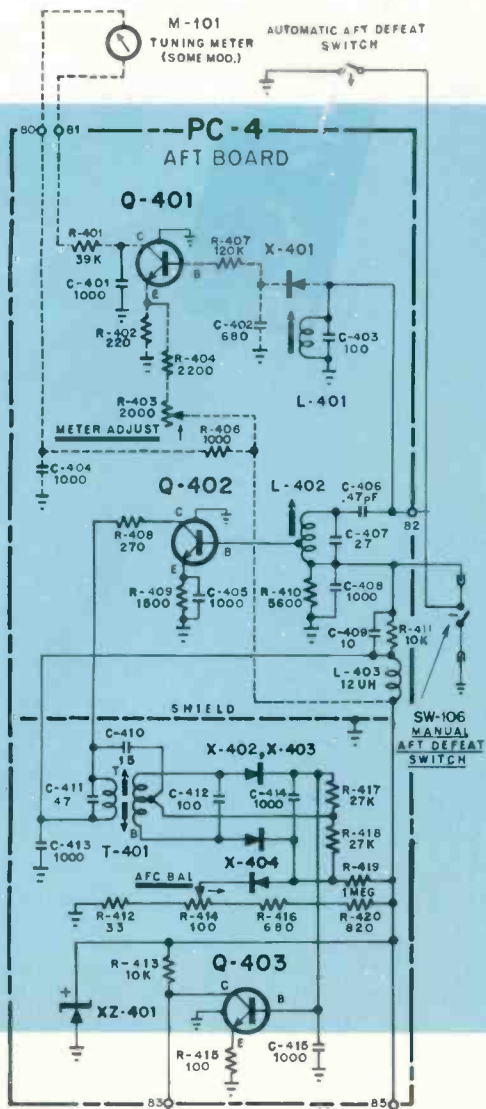 M-101
TUNING METER
(SOME MOD.)
AUTOMATIC AFT DEFEAT
SWITCH
80 81
PC-4
AFT BOARD
Q-401
R-401
39K
C
B
E
R-407
120K
X-401
C-401
1000
R-402
220
C-402
680
C-403
100
R-404
2200
L-401
R-403
2000
METER ADJUST
R-406
1000
C-404
1000
Q-402
L-402
C-406
.47pF
82
R-408
270
C
B
E
C-407
27
R-409
1500
C-405
1000
R-410
5600
C-408
1000
C-409
10
R-411
10K
L-403
12UH
SW-106
MANUAL
AFT DEFEAT
SWITCH
SHIELD
C-410
15
X-402, X-403
C-411
47
T
B
C-412
100
C-414
1000
R-417
27K
R-418
27K
C-413
1000
T-401
X-404
R-419
1MEG
AFC BAL
R-412
33
R-414
100
R-416
680
R-420
820
R-413
10K
Q-403
C
B
E
XZ-401
+
R-415
100
C-415
1000
83
85